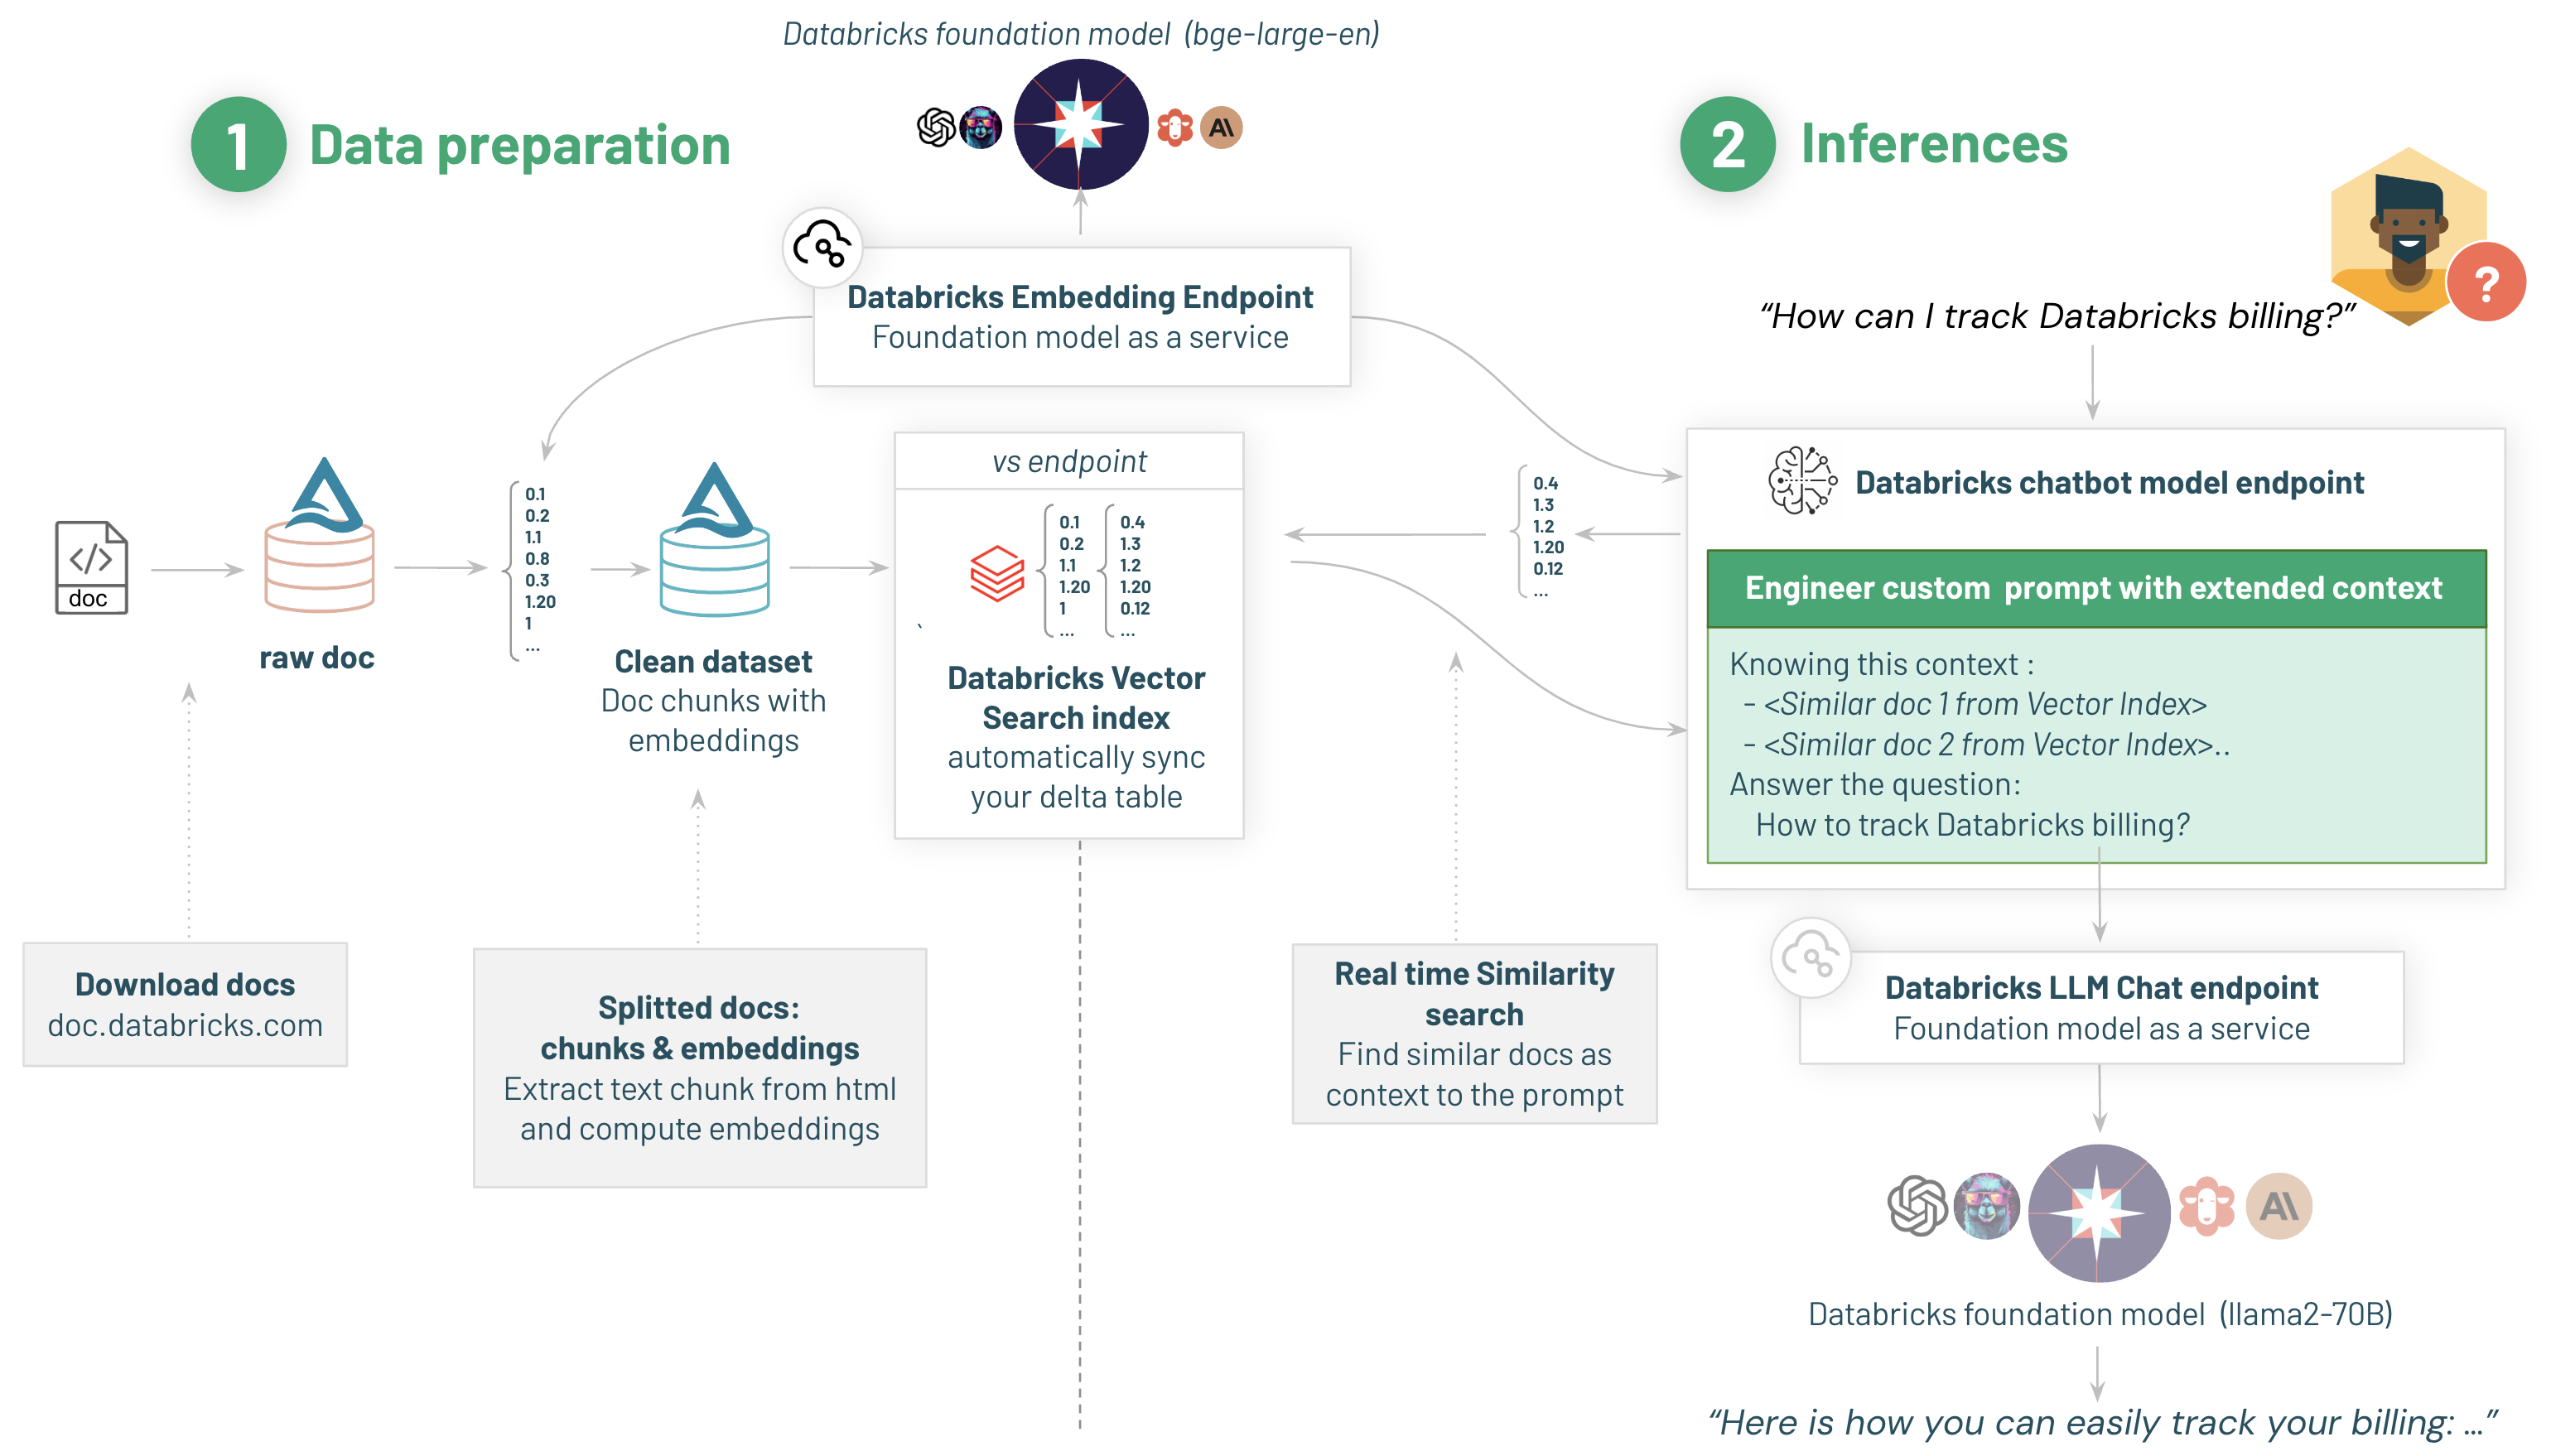 Databricks foundation model (bge-large-en)
1 Data preparation
2 Inferences
Databricks Embedding Endpoint
Foundation model as a service
?
“How can I track Databricks billing?”
doc
raw doc
0.1
0.2
1.1
0.8
0.3
1.20
1
...
Clean dataset
Doc chunks with
embeddings
vs endpoint
0.1
0.2
1.1
1.20
1
...
0.4
1.3
1.2
1.20
0.12
...
`
Databricks Vector
Search index
automatically sync
your delta table
0.4
1.3
1.2
1.20
0.12
...
Databricks chatbot model endpoint
Engineer custom prompt with extended context
Knowing this context :
- <Similar doc 1 from Vector Index>
- <Similar doc 2 from Vector Index>..
Answer the question:
How to track Databricks billing?
Download docs
doc.databricks.com
Splitted docs:
chunks & embeddings
Extract text chunk from html
and compute embeddings
Real time Similarity
search
Find similar docs as
context to the prompt
Databricks LLM Chat endpoint
Foundation model as a service
Databricks foundation model (llama2-70B)
“Here is how you can easily track your billing: ...”